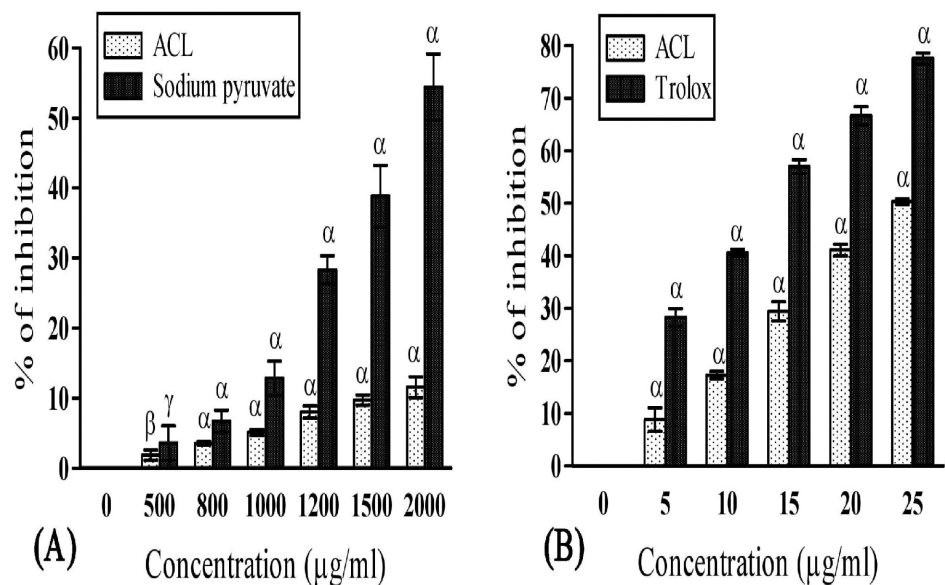 ACL
Sodium pyruvate
% of inhibition
60
50
40
30
20
10
0
β γ α α α α α α α α α α
0 500 800 1000 1200 1500 2000
Concentration (µg/ml)
(A)
ACL
Trolox
% of inhibition
80
70
60
50
40
30
20
10
0
α α α α α α α α α α
0 5 10 15 20 25
Concentration (µg/ml)
(B)